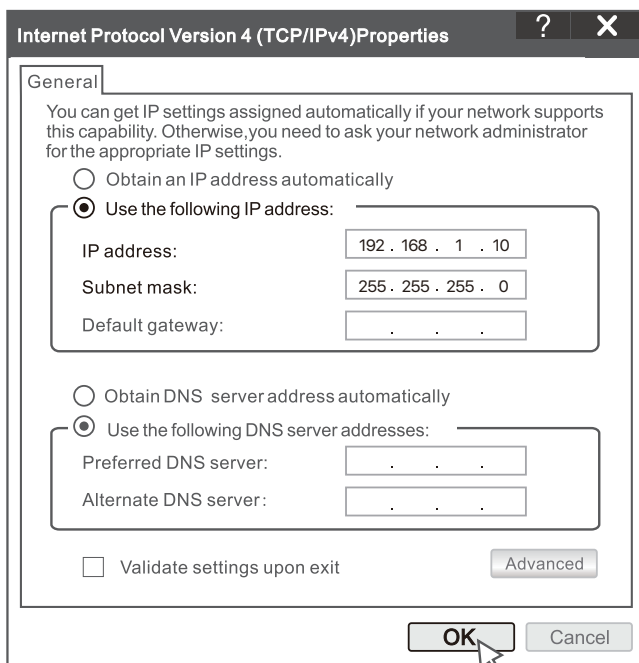 Internet Protocol Version 4 (TCP/IPv4)Properties
? X
General
You can get IP settings assigned automatically if your network supports
this capability. Otherwise,you need to ask your network administrator
for the appropriate IP settings.
Obtain an IP address automatically
Use the following IP address:
IP address: 192 . 168 . 1 . 10
Subnet mask: 255 . 255 . 255 . 0
Default gateway: . . .
Obtain DNS server address automatically
Use the following DNS server addresses:
Preferred DNS server: . . .
Alternate DNS server: . . .
Validate settings upon exit
Advanced
OK Cancel